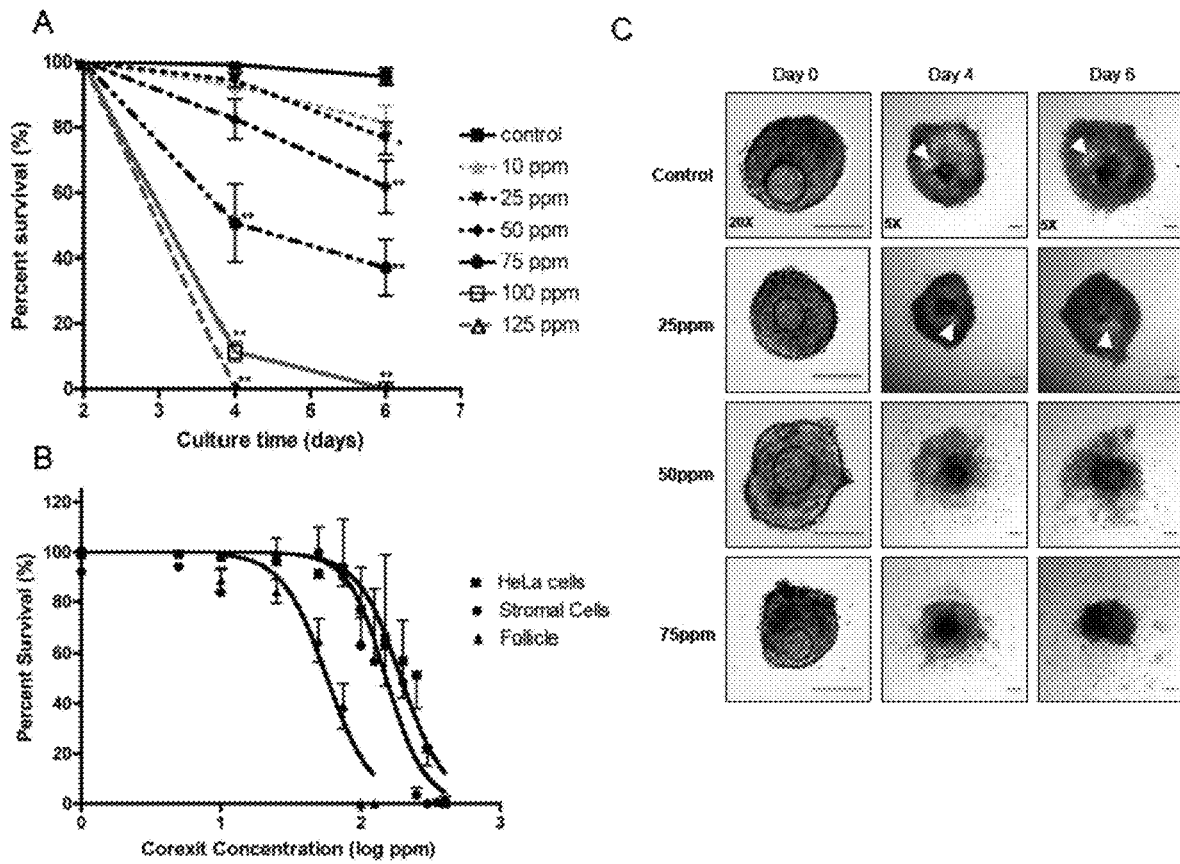 A
Percent survival (%)
100
80
60
40
20
0
2
3
4
5
6
7
Culture time (days)
control
10 ppm
25 ppm
50 ppm
75 ppm
100 ppm
125 ppm
**
**
**
**
**
**
*
B
Percent Survival (%)
120
100
80
60
40
20
0
0
1
2
3
Corexit Concentration (log ppm)
HeLa cells
Stromal Cells
Follicle
C
Day 0
Day 4
Day 6
Control
20X
5X
5X
25ppm
50ppm
75ppm